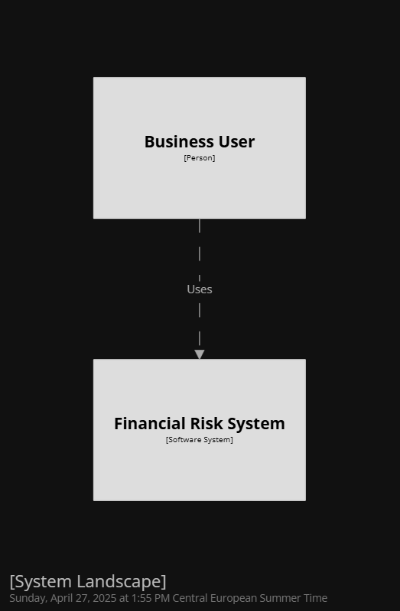 Business User
[Person]
Uses
Financial Risk System
[Software System]
[System Landscape]
Sunday, April 27, 2025 at 1:55 PM Central European Summer Time